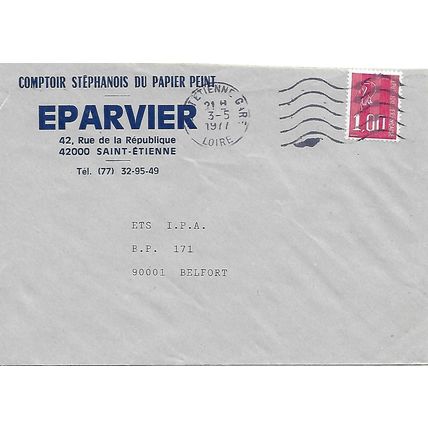 COMPTOIR STÉPHANOIS DU PAPIER PEINT
EPARVIER
42, Rue de la République
42000 SAINT-ÉTIENNE
Tél. (77) 32-95-49
ETIENNE GARE
21 H
3-5
1977
LOIRE
1.00
ETS I.P.A.
B.P. 171
90001 BELFORT